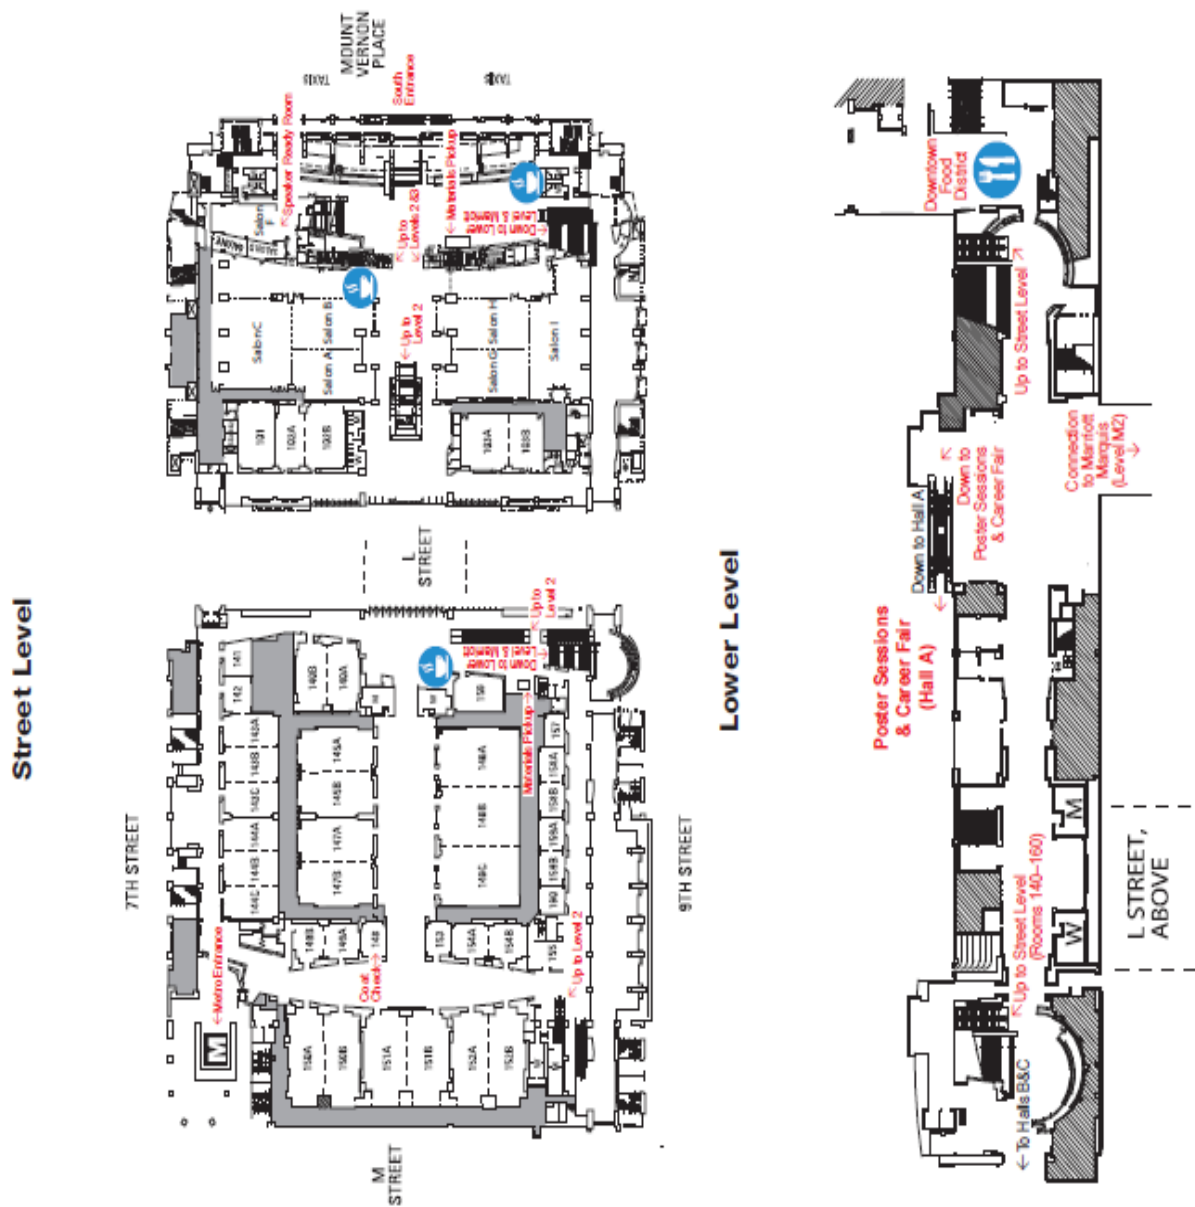 Street Level
7TH STREET
9TH STREET
M
STREET
L
STREET
MOUNT
VERNON
PLACE
TAXIS
TAXIS
South
Entrance
Speaker Ready Room
Materials Pickup
Down to Lower
Level & Marriott
Up to
Levels 2&3
Up to
Level 2
Salon C
Salon A
Salon B
Salon F
Salon G
Salon H
Salon I
101
102A
102B
103A
103B
141
142
143A
143B
143C
144A
144B
144C
140B
140A
145A
145B
147A
147B
146A
146B
146C
159
157
158A
158B
160
153
154A
154B
155
149B
149A
148
150A
150B
151A
151B
152A
152B
M
←Metro Entrance
Coat
Check→
Up to Level 2
Materials Pickup→
Down to Lower
Level & Marriott
Up to
Level 2
Lower Level
Poster Sessions
& Career Fair
(Hall A)
Down to Hall A
Down to
Poster Sessions
& Career Fair
Downtown
Food
District
Up to Street Level
Connection
to Marriott
Marquis
(Level M2)
Up to Street Level
(Rooms 140–160)
←To Halls B&C
W
M
L STREET,
ABOVE